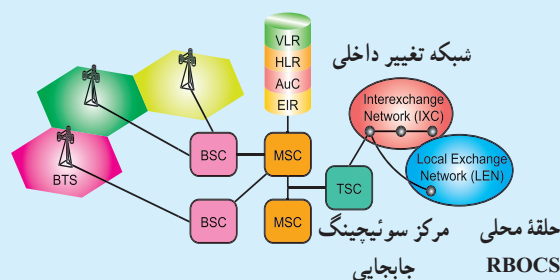 VLR
HLR
AuC
EIR
شبکه تغییر داخلی
Interexchange
Network (IXC)
Local Exchange
Network (LEN)
BTS
BSC
MSC
TSC
BSC
MSC
مرکز سوئیچینگ
جابجایی
حلقهٔ محلی
RBOCS